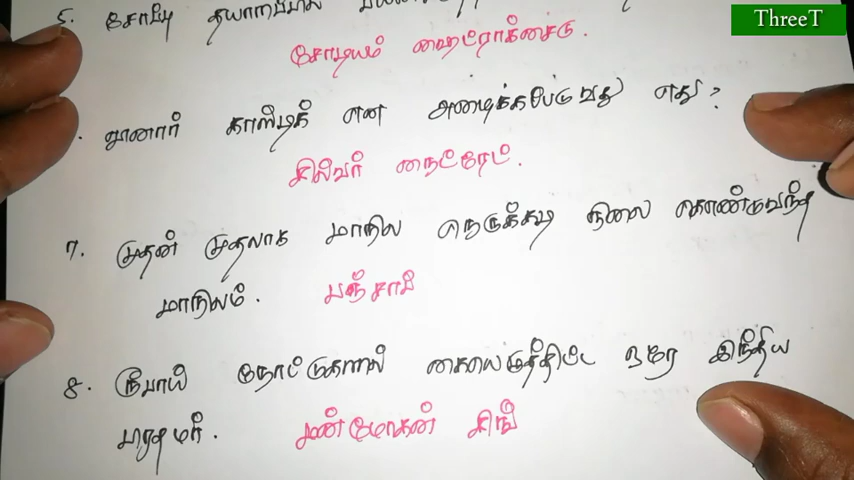 ThreeT
5. சோப்பு தயாரிப்பில்
சோடியம் ஹைட்ராக்சைடு.
. லூனார் காஸ்டிக் என அழைக்கப்படுவது எது?
சில்வர் நைட்ரேட்.
7. முதன் முதலாக மாநில நெருக்கடி நிலை கொண்டுவந்த
மாநிலம். பஞ்சாப்
8. ரூபாய் நோட்டுகளில் கையெழுத்திட்ட ஒரே இந்திய
பிரதமர். மன்மோகன் சிங்